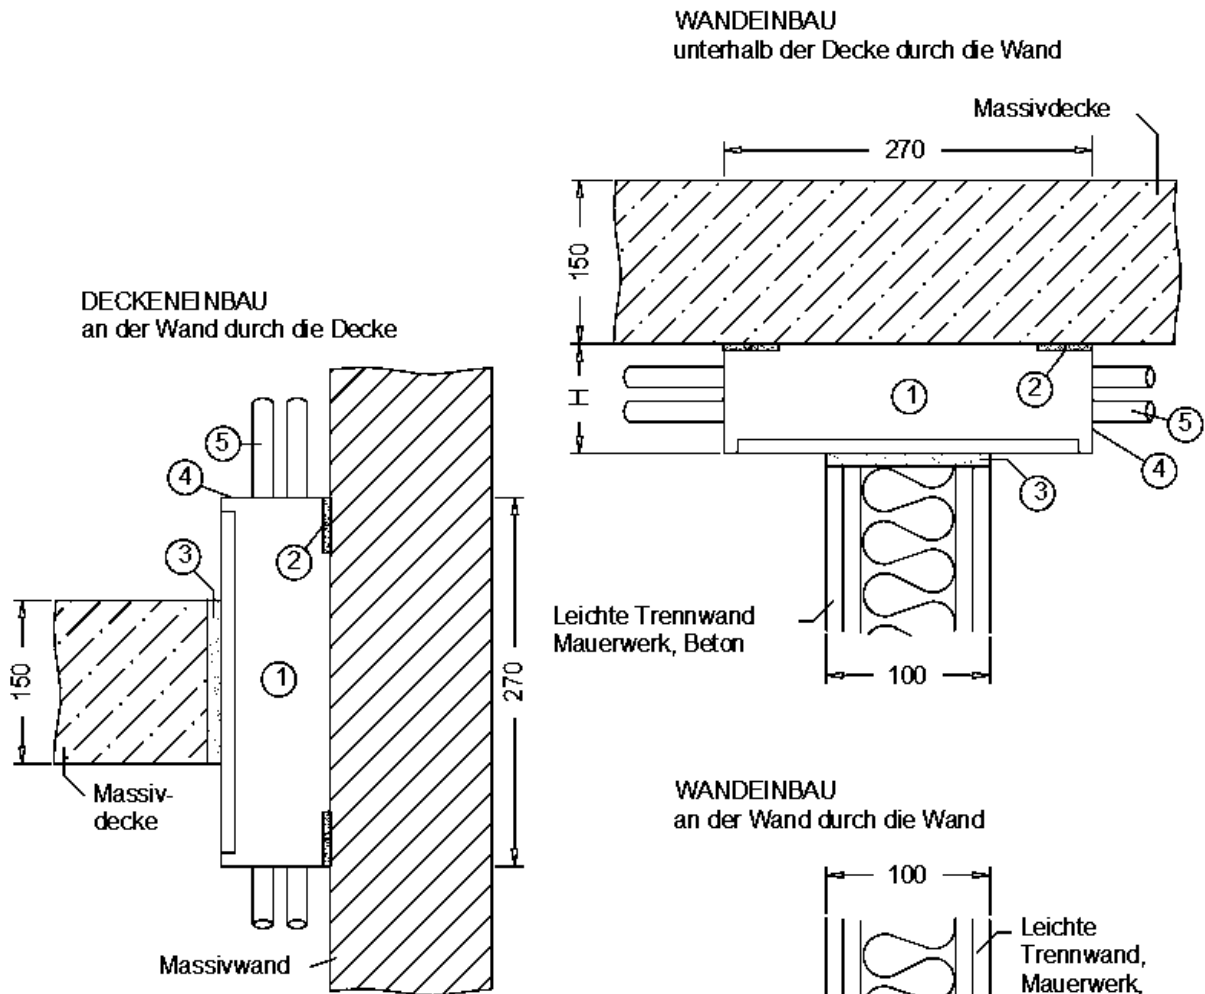 WANDEINBAU
unterhalb der Decke durch die Wand
Massivdecke
270
150
H
1
2
5
4
3
Leichte Trennwand
Mauerwerk, Beton
100
DECKENEINBAU
an der Wand durch die Decke
5
4
3
2
1
150
270
Massiv-
decke
Massivwand
WANDEINBAU
an der Wand durch die Wand
100
Leichte
Trennwand,
Mauerwerk,